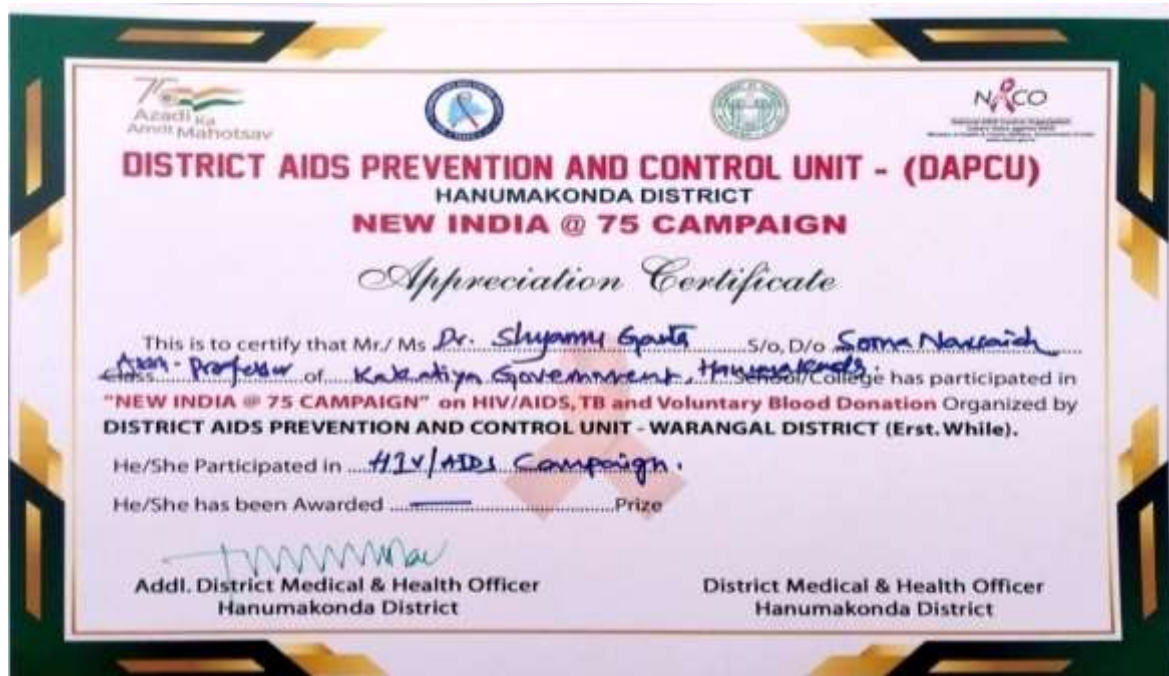 75
Azadi Ka
Amrit Mahotsav
NACO
National AIDS Control Organisation
DISTRICT AIDS PREVENTION AND CONTROL UNIT - (DAPCU)
HANUMAKONDA DISTRICT
NEW INDIA @ 75 CAMPAIGN
Appreciation Certificate
This is to certify that Mr./ Ms Dr. Shyamu S/o, D/o Soma
Professor of Kakatiya Government, Hanumakonda. School/College has participated in
"NEW INDIA @ 75 CAMPAIGN" on HIV/AIDS, TB and Voluntary Blood Donation Organized by
DISTRICT AIDS PREVENTION AND CONTROL UNIT - WARANGAL DISTRICT (Erst. While).
He/She Participated in HIV/AIDS Campaign.
He/She has been Awarded Prize
Addl. District Medical & Health Officer
Hanumakonda District
District Medical & Health Officer
Hanumakonda District